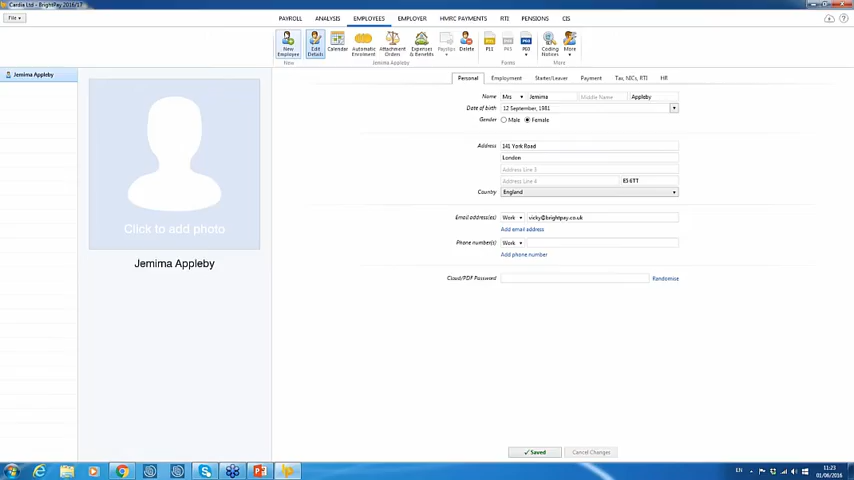 Cardia Ltd - BrightPay 2016/17
File
PAYROLL ANALYSIS EMPLOYEES EMPLOYER HMRC PAYMENTS RTI PENSIONS CIS
New Employee Edit Details Calendar Automatic Enrolment Attachment Orders Expenses & Benefits Payslips Delete P11 P45 P60 Coding Notices More
New Jemima Appleby Forms More
Jemima Appleby
Click to add photo
Jemima Appleby
Personal Employment Starter/Leaver Payment Tax, NICs, RTI HR
Name Mrs Jemima Middle Name Appleby
Date of birth 12 September, 1981
Gender Male Female
Address 141 York Road
London
Address Line 3
Address Line 4 E5 6TT
Country England
Email address(es) Work vicky@brightpay.co.uk
Add email address
Phone number(s) Work
Add phone number
Cloud/PDF Password Randomise
Saved Cancel Changes
EN 11:23
01/08/2016